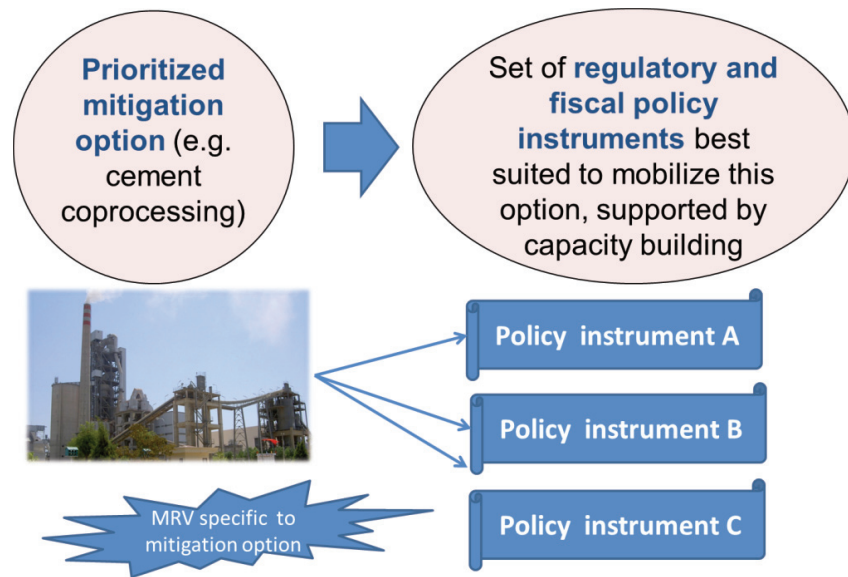 Prioritized
mitigation
option (e.g.
cement
coprocessing)
Set of regulatory and
fiscal policy
instruments best
suited to mobilize this
option, supported by
capacity building
Policy instrument A
Policy instrument B
MRV specific to
mitigation option
Policy instrument C